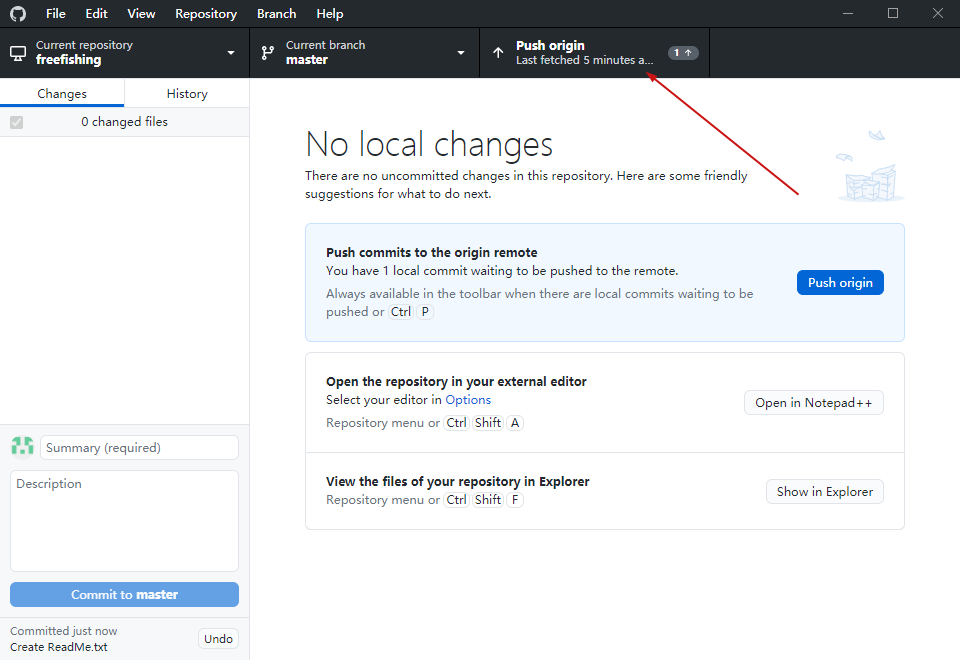 File Edit View Repository Branch Help
Current repository
freefishing
Current branch
master
Push origin
Last fetched 5 minutes a...
1
Changes History
0 changed files
No local changes
There are no uncommitted changes in this repository. Here are some friendly
suggestions for what to do next.
Push commits to the origin remote
You have 1 local commit waiting to be pushed to the remote.
Always available in the toolbar when there are local commits waiting to be
pushed or Ctrl P
Push origin
Open the repository in your external editor
Select your editor in Options
Repository menu or Ctrl Shift A
Open in Notepad++
View the files of your repository in Explorer
Repository menu or Ctrl Shift F
Show in Explorer
Summary (required)
Description
Commit to master
Committed just now
Create ReadMe.txt
Undo